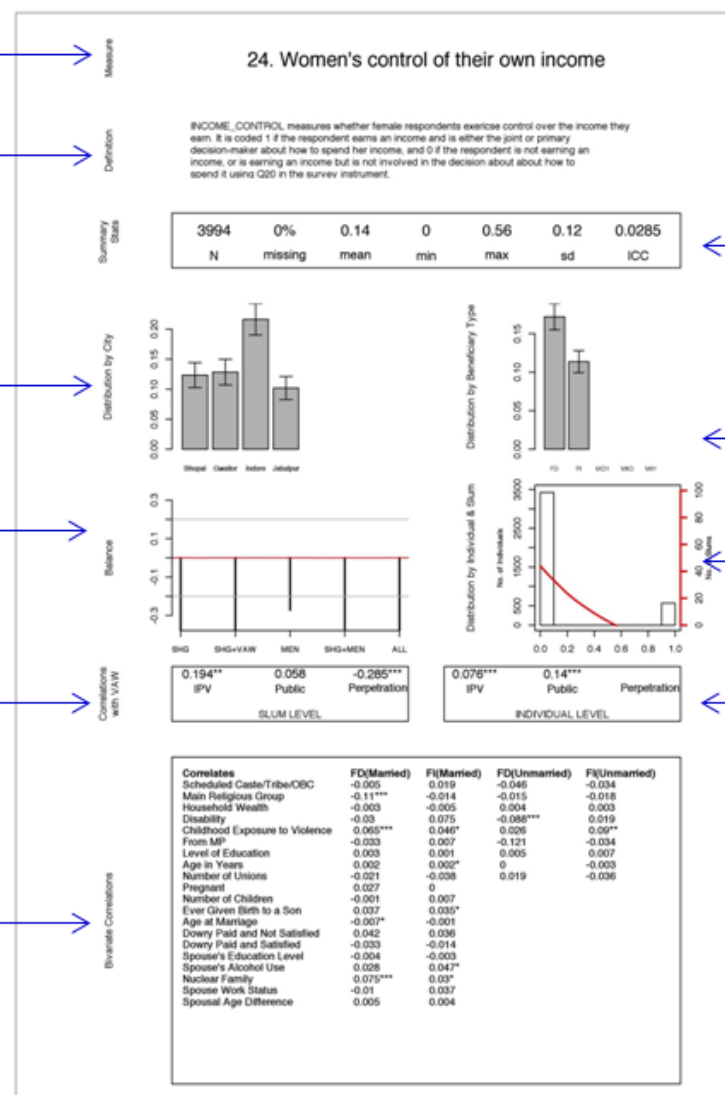 Measure
24. Women's control of their own income
Definition
INCOME_CONTROL measures whether female respondents exericse control over the income they
earn. It is coded 1 if the respondent earns an income and is either the joint or primary
decision-maker about how to spend her income, and 0 if the respondent is not earning an
income, or is earning an income but is not involved in the decision about about how to
spend it using Q20 in the survey instrument.
Summary
Stats
3994 0% 0.14 0 0.56 0.12 0.0285
N missing mean min max sd ICC
Distribution by City
0.00 0.05 0.10 0.15 0.20
Bhopal Gwalior Indore Jabalpur
Distribution by Beneficiary Type
0.00 0.05 0.10 0.15
FD FI MD1 MKD MI1
Balance
-0.3 -0.1 0.1 0.3
SHG SHG+VAW MEN SHG+MEN ALL
Distribution by Individual & Slum
No. of Individuals
0 500 1500 2500 3500
0.0 0.2 0.4 0.6 0.8 1.0
0 20 40 60 80 100
No. Slums
Correlations
with VAW
0.194** 0.058 -0.285***
IPV Public Perpetration
SLUM LEVEL
0.076*** 0.14***
IPV Public Perpetration
INDIVIDUAL LEVEL
Bivariate Correlations
Correlates FD(Married) FI(Married) FD(Unmarried) FI(Unmarried)
Scheduled Caste/Tribe/OBC -0.005 0.019 -0.046 -0.034
Main Religious Group -0.11*** -0.014 -0.015 -0.018
Household Wealth -0.003 -0.005 0.004 0.003
Disability -0.03 0.075 -0.088*** 0.019
Childhood Exposure to Violence 0.065*** 0.046* 0.026 0.09**
From MP -0.033 0.007 -0.121 -0.034
Level of Education 0.003 0.001 0.005 0.007
Age in Years 0.002 0.002* 0 -0.003
Number of Unions -0.021 -0.038 0.019 -0.036
Pregnant 0.027 0
Number of Children -0.001 0.007
Ever Given Birth to a Son 0.037 0.035*
Age at Marriage -0.007* -0.001
Dowry Paid and Not Satisfied 0.042 0.036
Dowry Paid and Satisfied -0.033 -0.014
Spouse's Education Level -0.004 -0.003
Spouse's Alcohol Use 0.028 0.047*
Nuclear Family 0.075*** 0.03*
Spouse Work Status -0.01 0.037
Spousal Age Difference 0.005 0.004